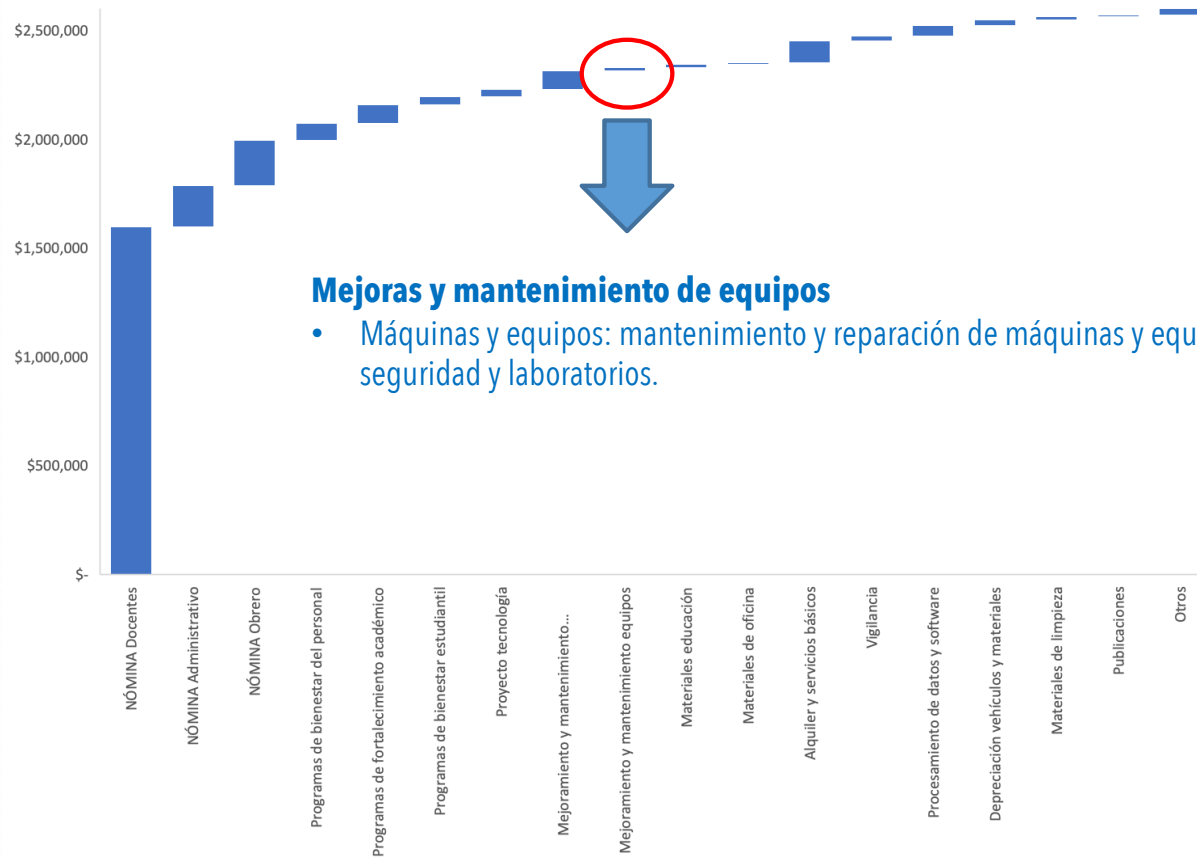 $2,500,000
$2,000,000
$1,500,000
$1,000,000
$500,000
$-
Mejoras y mantenimiento de equipos
• Máquinas y equipos: mantenimiento y reparación de máquinas y equ
seguridad y laboratorios.
NÓMINA Docentes
NÓMINA Administrativo
NÓMINA Obrero
Programas de bienestar del personal
Programas de fortalecimiento académico
Programas de bienestar estudiantil
Proyecto tecnología
Mejoramiento y mantenimiento...
Mejoramiento y mantenimiento equipos
Materiales educación
Materiales de oficina
Alquiler y servicios básicos
Vigilancia
Procesamiento de datos y software
Depreciación vehículos y materiales
Materiales de limpieza
Publicaciones
Otros